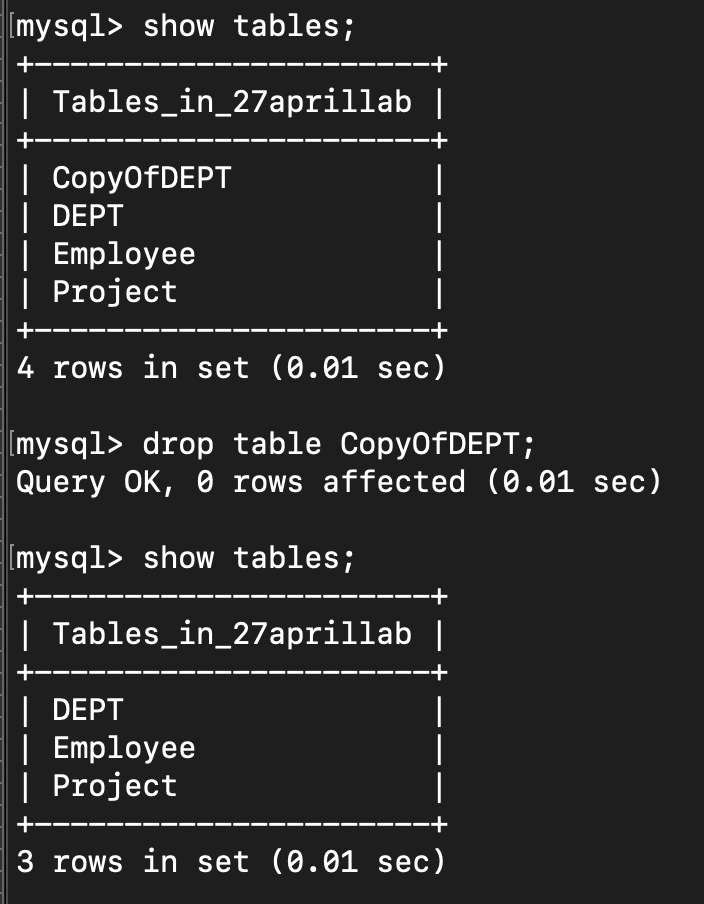 [mysql> show tables;
+----------------------+
| Tables_in_27aprillab |
+----------------------+
| CopyOfDEPT           |
| DEPT                 |
| Employee             |
| Project              |
+----------------------+
4 rows in set (0.01 sec)
[mysql> drop table CopyOfDEPT;
Query OK, 0 rows affected (0.01 sec)
[mysql> show tables;
+----------------------+
| Tables_in_27aprillab |
+----------------------+
| DEPT                 |
| Employee             |
| Project              |
+----------------------+
3 rows in set (0.01 sec)